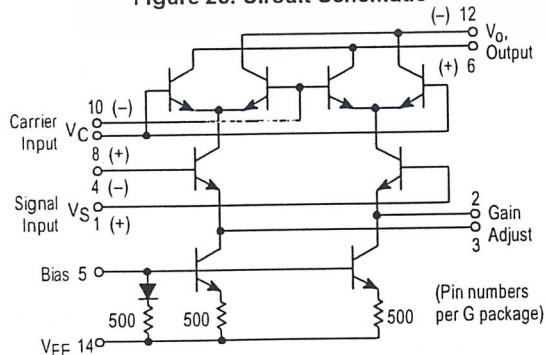 Figure 26. Circuit Schematic
(–) 12
Vo,
Output
(+) 6
10 (–)
Carrier
Input
VC
8 (+)
4 (–)
Signal
Input
VS
1 (+)
2
Gain
Adjust
3
Bias 5
500
500
500
(Pin numbers
per G package)
VEE 14